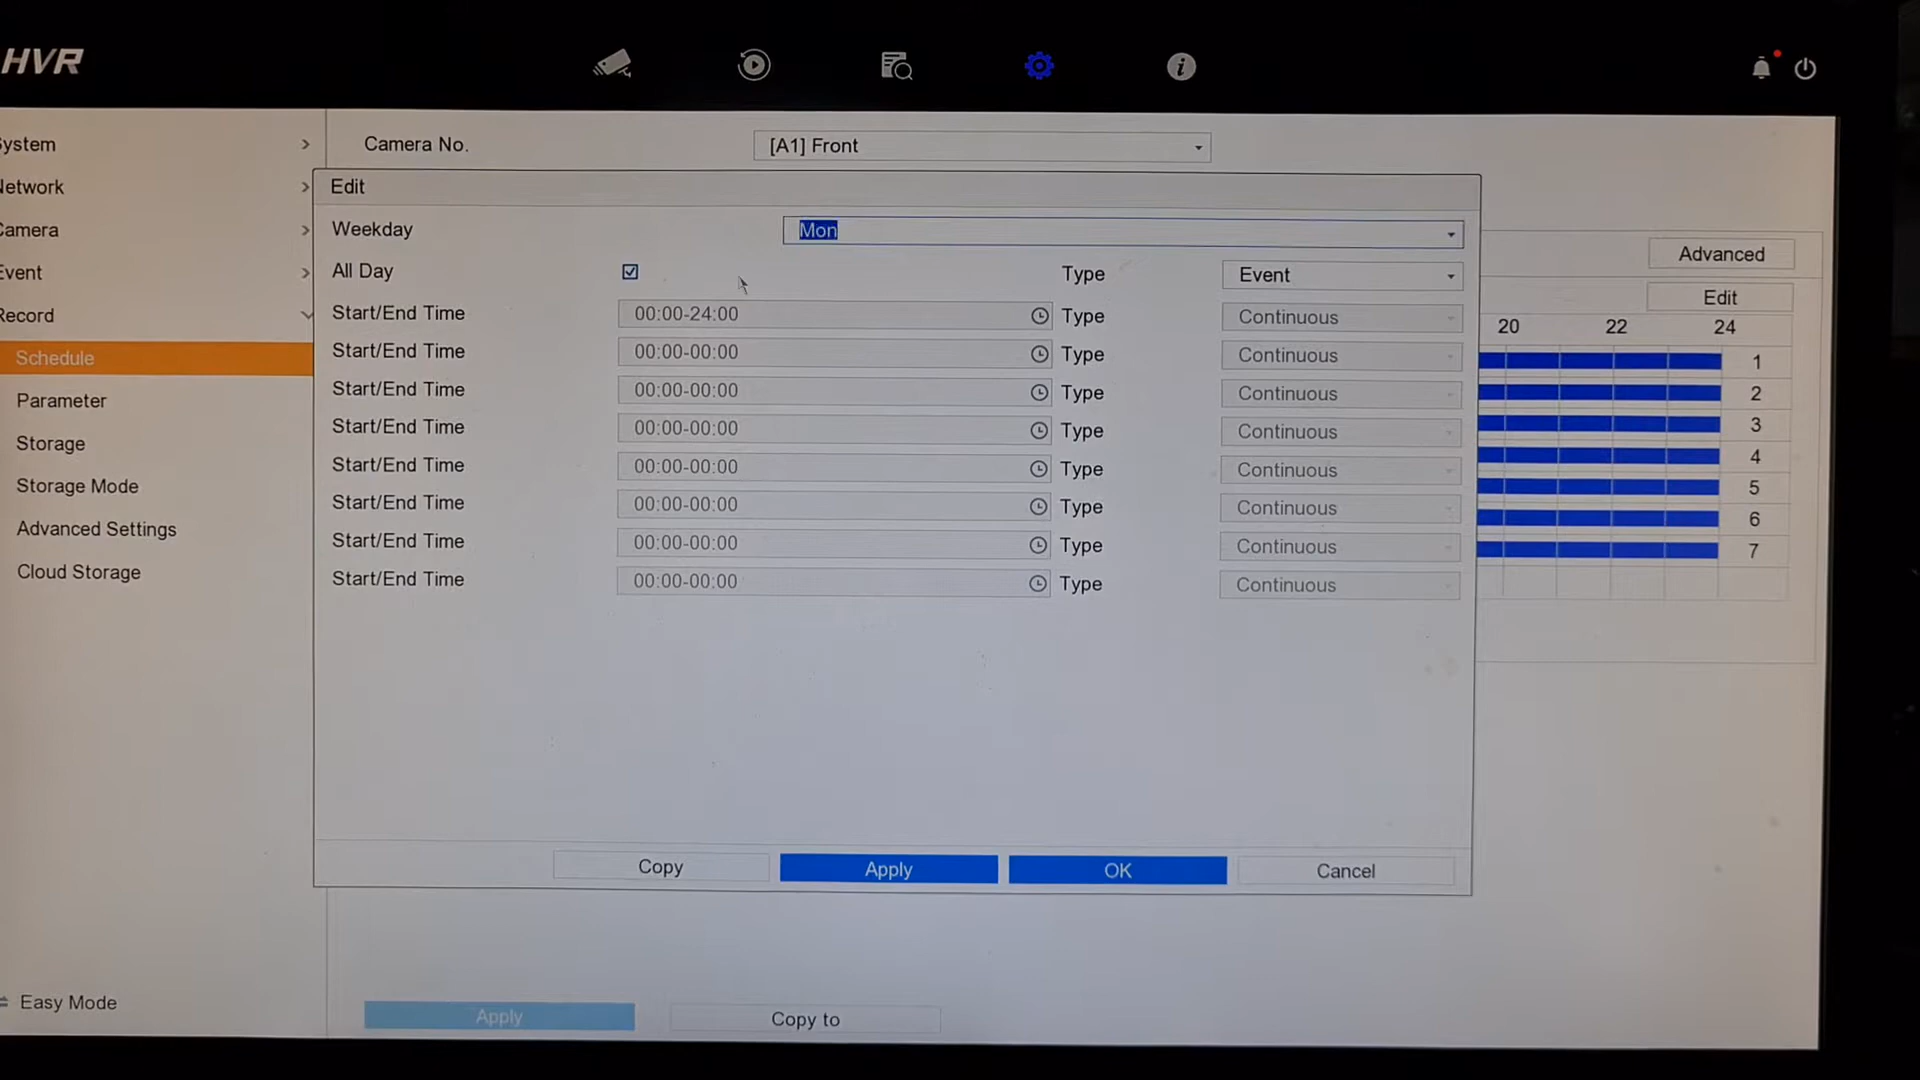 HVR
System
Camera No.
[A1] Front
Network
Edit
Camera
Weekday
Mon
Advanced
Event
All Day
Type
Event
Edit
Record
Start/End Time
00:00-24:00
Type
Continuous
20
22
24
Schedule
Start/End Time
00:00-00:00
Type
Continuous
1
Parameter
Start/End Time
00:00-00:00
Type
Continuous
2
Storage
Start/End Time
00:00-00:00
Type
Continuous
3
Storage Mode
Start/End Time
00:00-00:00
Type
Continuous
4
Advanced Settings
Start/End Time
00:00-00:00
Type
Continuous
5
Cloud Storage
Start/End Time
00:00-00:00
Type
Continuous
6
Start/End Time
00:00-00:00
Type
Continuous
7
Copy
Apply
OK
Cancel
Easy Mode
Apply
Copy to